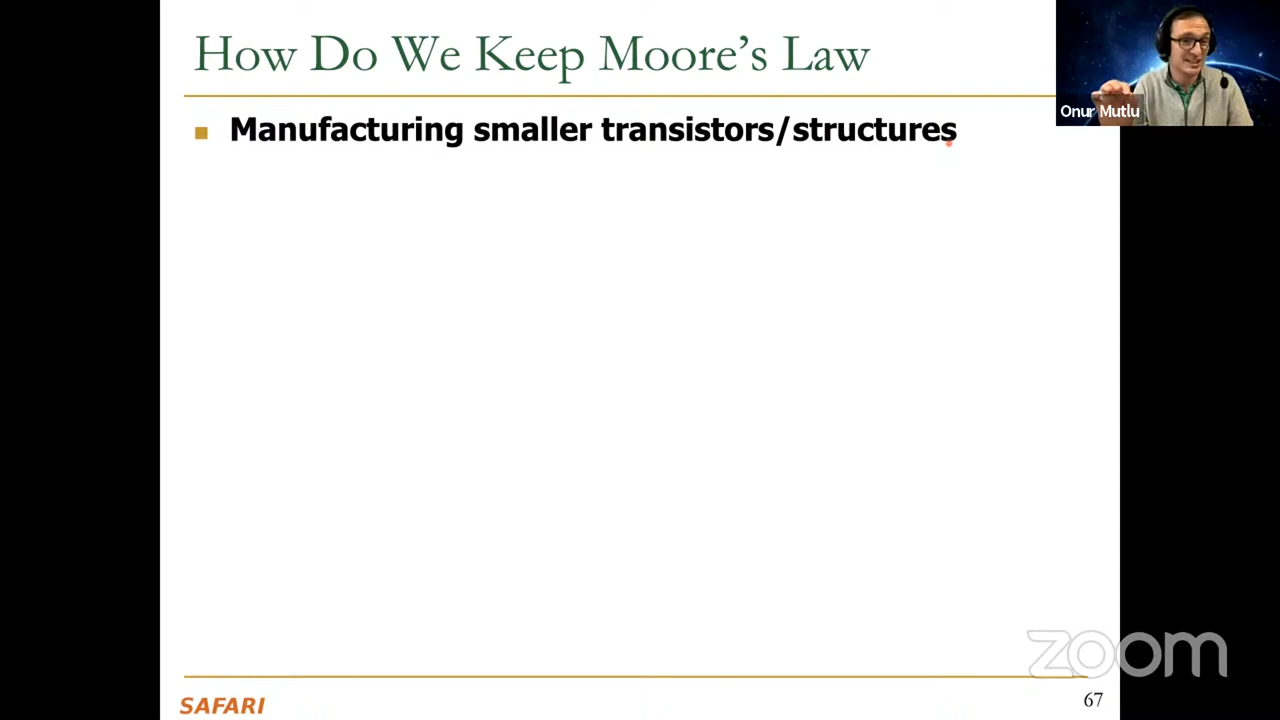 How Do We Keep Moore's Law
Onur Mutlu
Manufacturing smaller transistors/structures
zoom
SAFARI
67